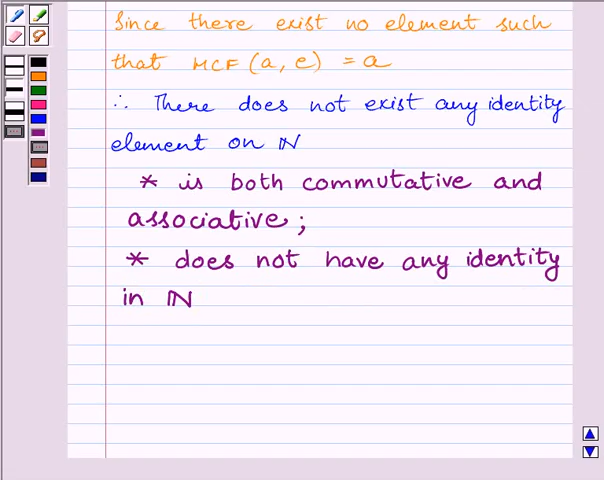 Since there exist no element such
that HCF (a, e) = a
∴ There does not exist any identity
element on N
* is both commutative and
associative ;
* does not have any identity
in N